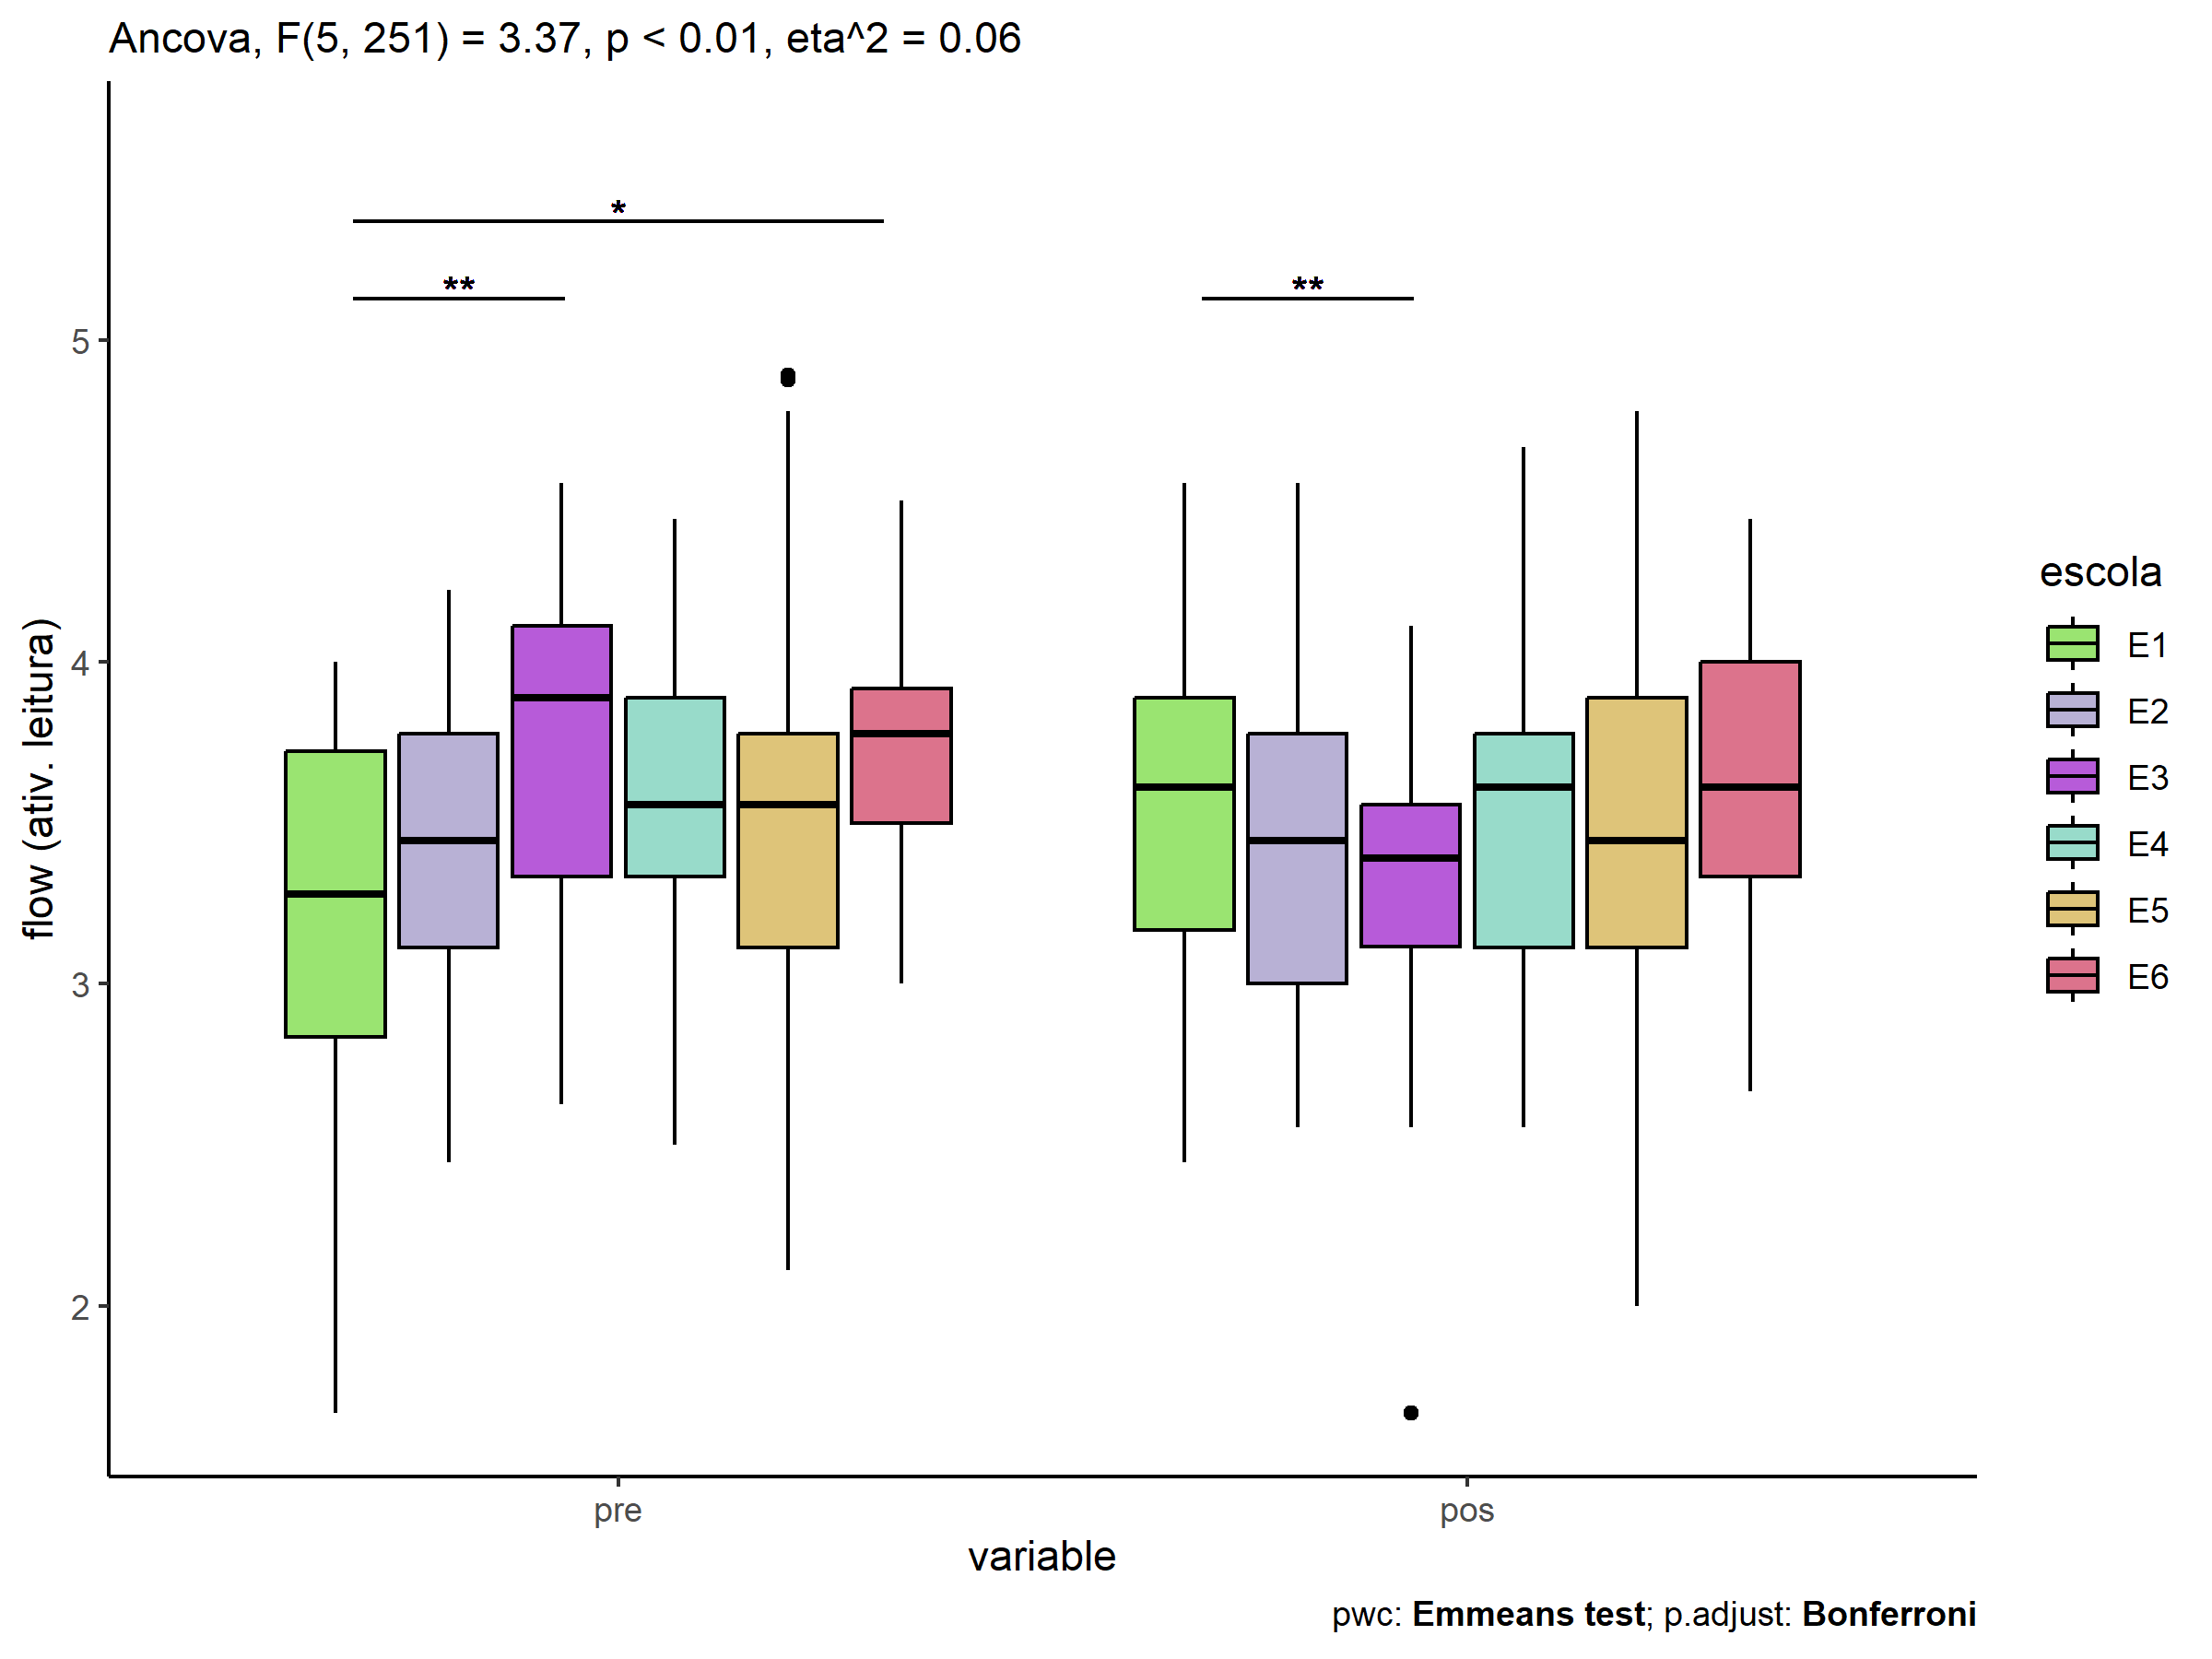 Ancova, F(5, 251) = 3.37, p < 0.01, eta^2 = 0.06
*
**
**
5
4
3
2
flow (ativ. leitura)
pre
pos
variable
escola
E1
E2
E3
E4
E5
E6
pwc: Emmeans test; p.adjust: Bonferroni